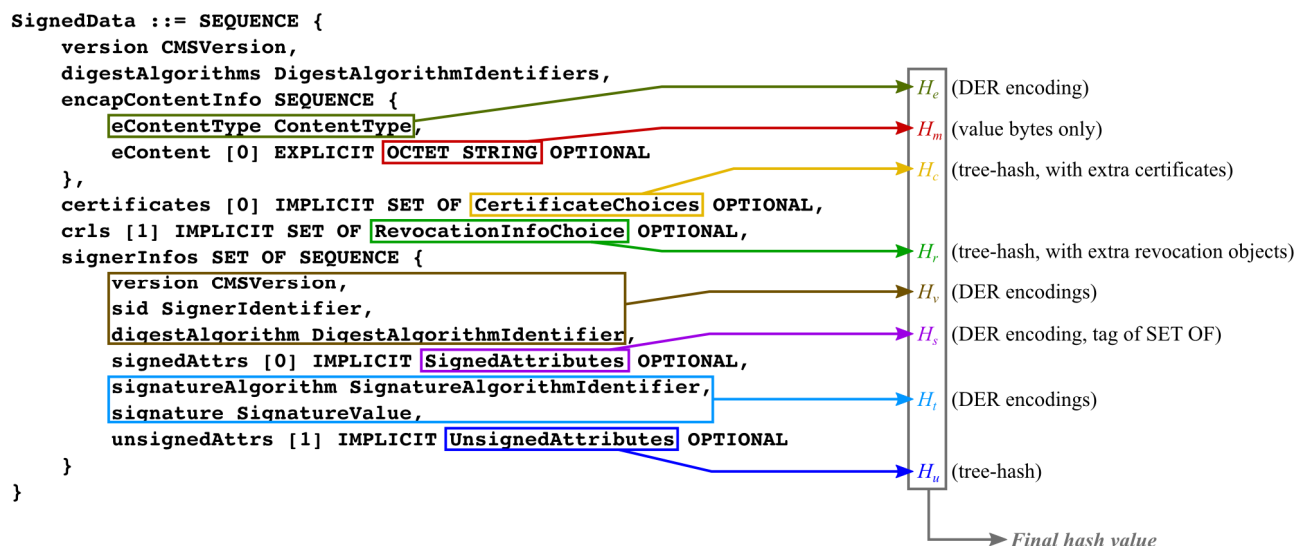 SignedData ::= SEQUENCE {
version CMSVersion,
digestAlgorithms DigestAlgorithmIdentifiers,
encapContentInfo SEQUENCE {
eContentType ContentType,
eContent [0] EXPLICIT OCTET STRING OPTIONAL
},
certificates [0] IMPLICIT SET OF CertificateChoices OPTIONAL,
crls [1] IMPLICIT SET OF RevocationInfoChoice OPTIONAL,
signerInfos SET OF SEQUENCE {
version CMSVersion,
sid SignerIdentifier,
digestAlgorithm DigestAlgorithmIdentifier,
signedAttrs [0] IMPLICIT SignedAttributes OPTIONAL,
signatureAlgorithm SignatureAlgorithmIdentifier,
signature SignatureValue,
unsignedAttrs [1] IMPLICIT UnsignedAttributes OPTIONAL
}
}
He (DER encoding)
Hm (value bytes only)
Hc (tree-hash, with extra certificates)
Hr (tree-hash, with extra revocation objects)
Hv (DER encodings)
Hs (DER encoding, tag of SET OF)
Ht (DER encodings)
Hu (tree-hash)
Final hash value